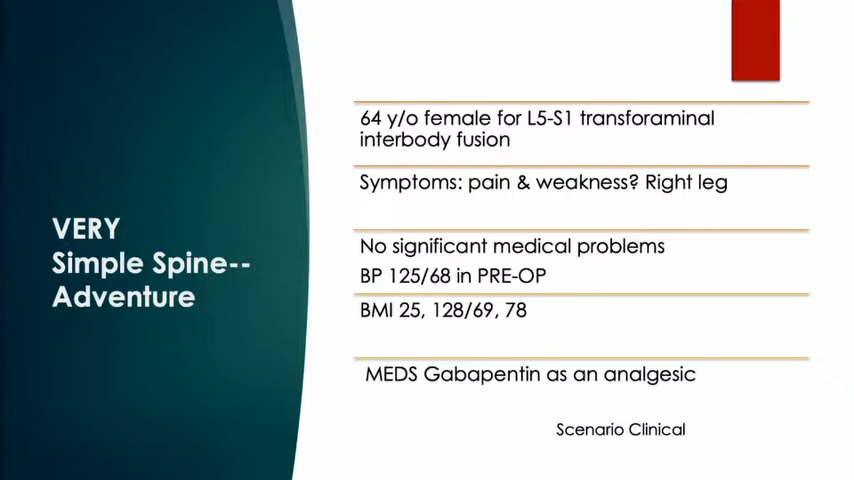 VERY
Simple Spine--
Adventure
64 y/o female for L5-S1 transforaminal
interbody fusion
Symptoms: pain & weakness? Right leg
No significant medical problems
BP 125/68 in PRE-OP
BMI 25, 128/69, 78
MEDS Gabapentin as an analgesic
Scenario Clinical